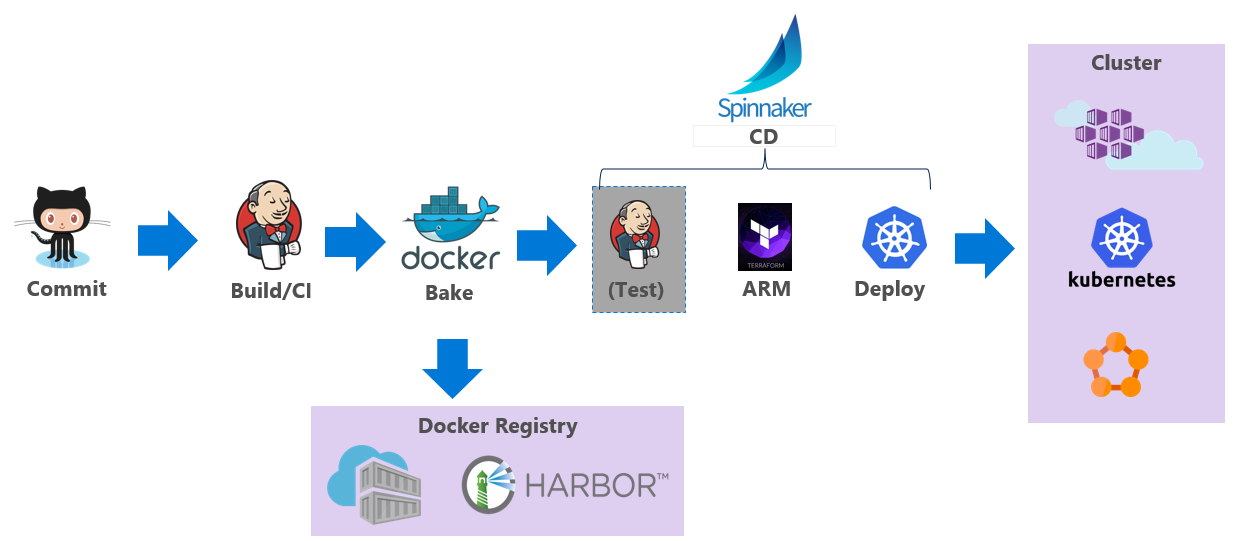 Spinnaker
CD
Cluster
Commit
Build/CI
docker
Bake
(Test)
TERRAFORM
ARM
Deploy
kubernetes
Docker Registry
HARBOR™